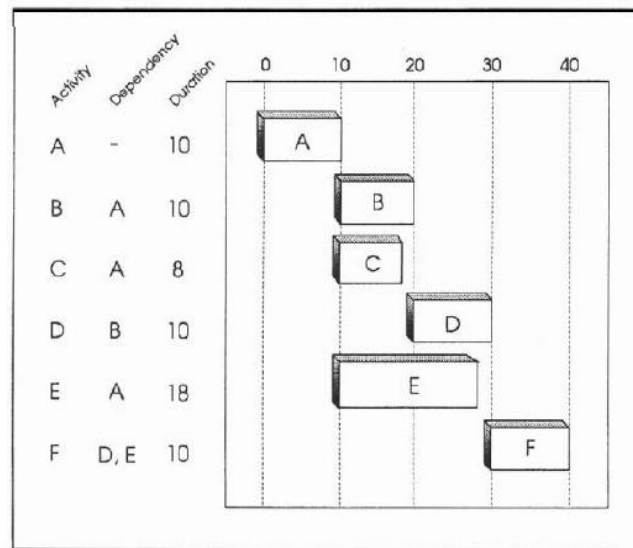 Activity Dependency Duration
0 10 20 30 40
A - 10 A
B A 10 B
C A 8 C
D B 10 D
E A 18 E
F D, E 10 F